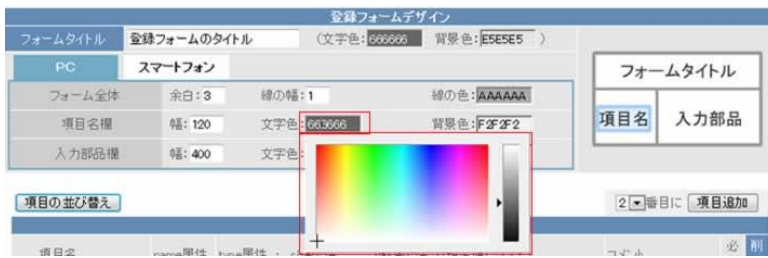 登録フォームデザイン
フォームタイトル 登録フォームのタイトル (文字色:666666 背景色:E5E5E5 )
PC スマートフォン
フォーム全体 余白:3 線の幅:1 線の色:AAAAAA
項目名欄 幅:120 文字色:663666 背景色:F2F2F2
入力部品欄 幅:400 文字色:
フォームタイトル
項目名 入力部品
項目の並び替え 2 番目に 項目追加
項目名 name属性 type属性 コメント 必 削